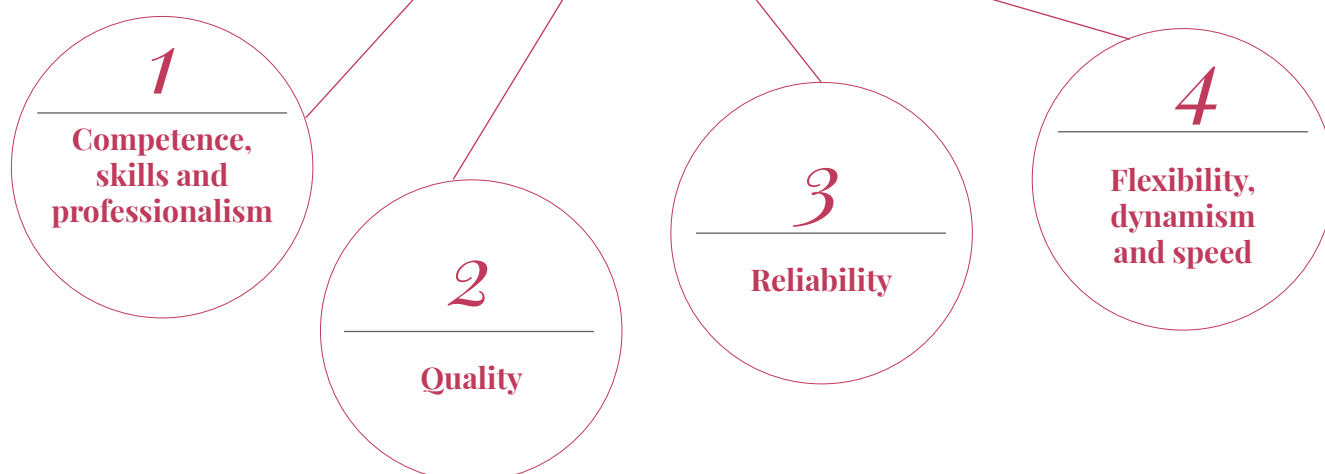 1
Competence,
skills and
professionalism
2
Quality
3
Reliability
4
Flexibility,
dynamism
and speed